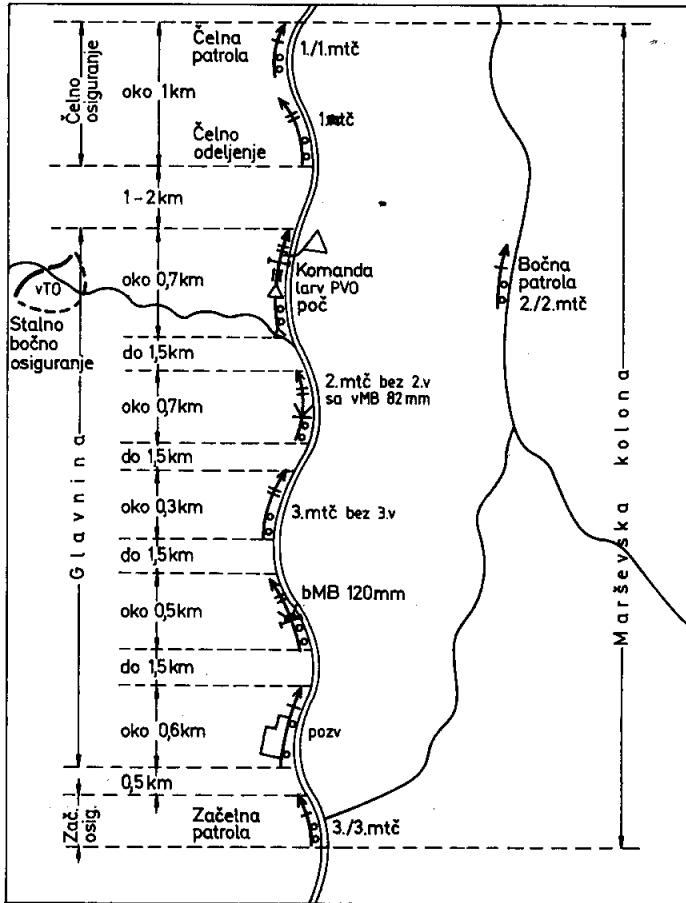 Čelno
osiguranje
oko 1km
Čelna
patrola
1./1.mtč
Čelno
odeljenje
1–2km
Glavnina
oko 0,7km
Komanda
larv PVO
poč
vTO
Stalno
bočno
osiguranje
Bočna
patrola
2./2.mtč
do 1,5km
oko 0,7km
2.mtč bez 2.v
sa vMB 82mm
do 1,5km
oko 0,3km
3.mtč bez 3.v
do 1,5km
oko 0,5km
bMB 120mm
do 1,5km
oko 0,6km
pozv
0,5km
Zač.
osig.
Začelna
patrola
3./3.mtč
Marševska kolona